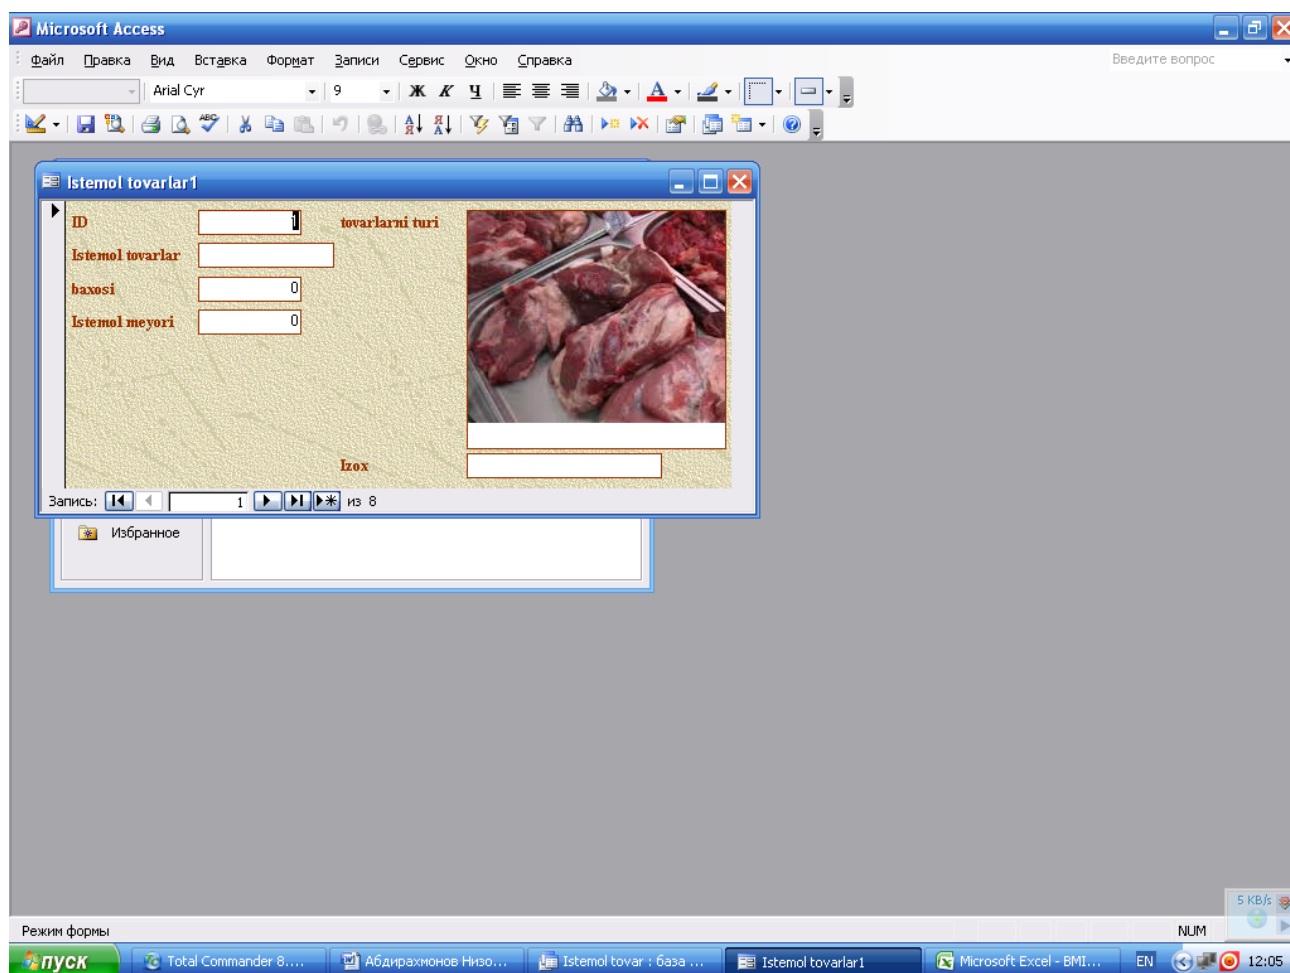 Microsoft Access
Файл Правка Вид Вставка Формат Записи Сервис Окно Справка Введите вопрос
Arial Cyr 9 Ж К Ч
Istemol tovarlar1
ID 1 tovarlarni turi
Istemol tovarlar
baxosi 0
Istemol meyori 0
Izox
Запись: 1 из 8
Избранное
5 KB/s
Режим формы NUM
пуск Total Commander 8.... Абдирахмонов Низо... Istemol tovar : база ... Istemol tovarlar1 Microsoft Excel - BMI... EN 12:05